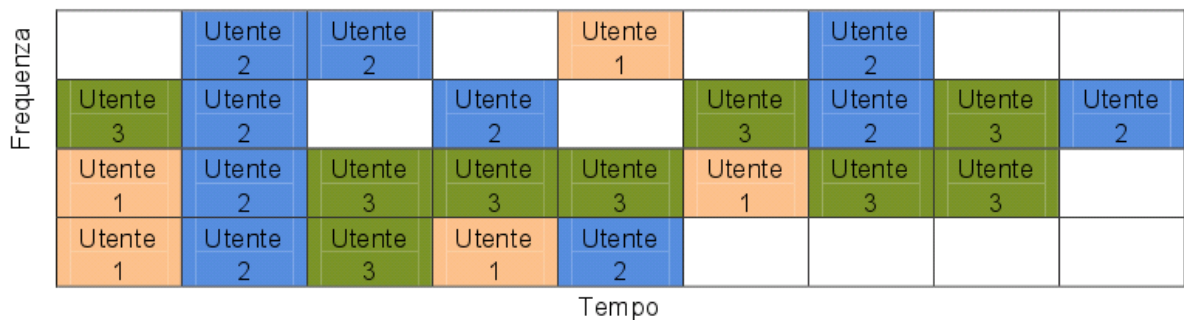 Frequenza
Utente Utente Utente Utente
2 2 1 2
Utente Utente Utente Utente Utente Utente Utente
3 2 2 3 2 3 2
Utente Utente Utente Utente Utente Utente Utente Utente
1 2 3 3 3 1 3 3
Utente Utente Utente Utente Utente
1 2 3 1 2
Tempo